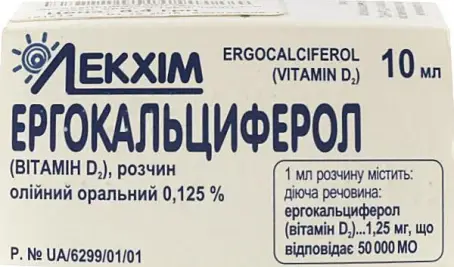 ЛЕКХІМ
ERGOCALCIFEROL
(VITAMIN D₂)
10 мл
ЕРГОКАЛЬЦИФЕРОЛ
(ВІТАМІН D₂), розчин
олійний оральний 0,125 %
1 мл розчину містить:
діюча речовина:
ергокальциферол
(вітамін D₂)...1,25 мг, що
відповідає 50 000 МО
Р. № UA/6299/01/01